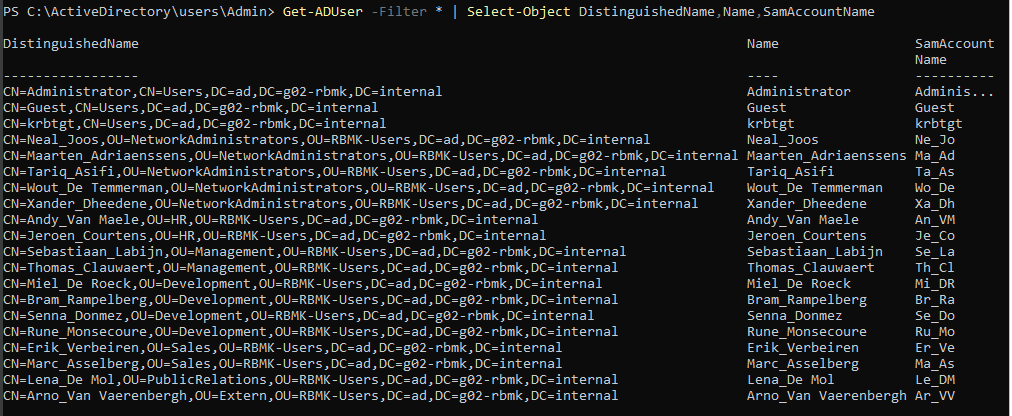 PS C:\ActiveDirectory\users\Admin> Get-ADUser -Filter * | Select-Object DistinguishedName,Name,SamAccountName
DistinguishedName Name SamAccount
Name
----------------- ---- ----------
CN=Administrator,CN=Users,DC=ad,DC=g02-rbmk,DC=internal Administrator Adminis...
CN=Guest,CN=Users,DC=ad,DC=g02-rbmk,DC=internal Guest Guest
CN=krbtgt,CN=Users,DC=ad,DC=g02-rbmk,DC=internal krbtgt krbtgt
CN=Neal_Joos,OU=NetworkAdministrators,OU=RBMK-Users,DC=ad,DC=g02-rbmk,DC=internal Neal_Joos Ne_Jo
CN=Maarten_Adriaenssens,OU=NetworkAdministrators,OU=RBMK-Users,DC=ad,DC=g02-rbmk,DC=internal Maarten_Adriaenssens Ma_Ad
CN=Tariq_Asifi,OU=NetworkAdministrators,OU=RBMK-Users,DC=ad,DC=g02-rbmk,DC=internal Tariq_Asifi Ta_As
CN=Wout_De Temmerman,OU=NetworkAdministrators,OU=RBMK-Users,DC=ad,DC=g02-rbmk,DC=internal Wout_De Temmerman Wo_De
CN=Xander_Dheedene,OU=NetworkAdministrators,OU=RBMK-Users,DC=ad,DC=g02-rbmk,DC=internal Xander_Dheedene Xa_Dh
CN=Andy_Van Maele,OU=HR,OU=RBMK-Users,DC=ad,DC=g02-rbmk,DC=internal Andy_Van Maele An_VM
CN=Jeroen_Courtens,OU=HR,OU=RBMK-Users,DC=ad,DC=g02-rbmk,DC=internal Jeroen_Courtens Je_Co
CN=Sebastiaan_Labijn,OU=Management,OU=RBMK-Users,DC=ad,DC=g02-rbmk,DC=internal Sebastiaan_Labijn Se_La
CN=Thomas_Clauwaert,OU=Management,OU=RBMK-Users,DC=ad,DC=g02-rbmk,DC=internal Thomas_Clauwaert Th_Cl
CN=Miel_De Roeck,OU=Development,OU=RBMK-Users,DC=ad,DC=g02-rbmk,DC=internal Miel_De Roeck Mi_DR
CN=Bram_Rampelberg,OU=Development,OU=RBMK-Users,DC=ad,DC=g02-rbmk,DC=internal Bram_Rampelberg Br_Ra
CN=Senna_Donmez,OU=Development,OU=RBMK-Users,DC=ad,DC=g02-rbmk,DC=internal Senna_Donmez Se_Do
CN=Rune_Monsecoure,OU=Development,OU=RBMK-Users,DC=ad,DC=g02-rbmk,DC=internal Rune_Monsecoure Ru_Mo
CN=Erik_Verbeiren,OU=Sales,OU=RBMK-Users,DC=ad,DC=g02-rbmk,DC=internal Erik_Verbeiren Er_Ve
CN=Marc_Asselberg,OU=Sales,OU=RBMK-Users,DC=ad,DC=g02-rbmk,DC=internal Marc_Asselberg Ma_As
CN=Lena_De Mol,OU=PublicRelations,OU=RBMK-Users,DC=ad,DC=g02-rbmk,DC=internal Lena_De Mol Le_DM
CN=Arno_Van Vaerenbergh,OU=Extern,OU=RBMK-Users,DC=ad,DC=g02-rbmk,DC=internal Arno_Van Vaerenbergh Ar_VV